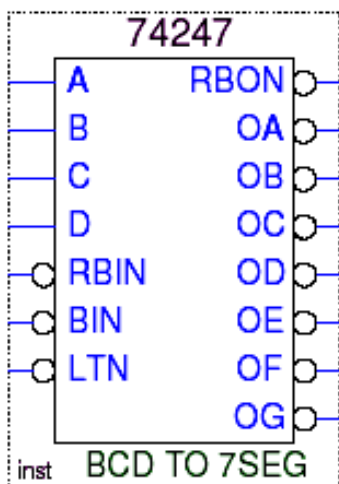 74247
A RBON
B OA
C OB
D OC
RBIN OD
BIN OE
LTN OF
OG
inst BCD TO 7SEG